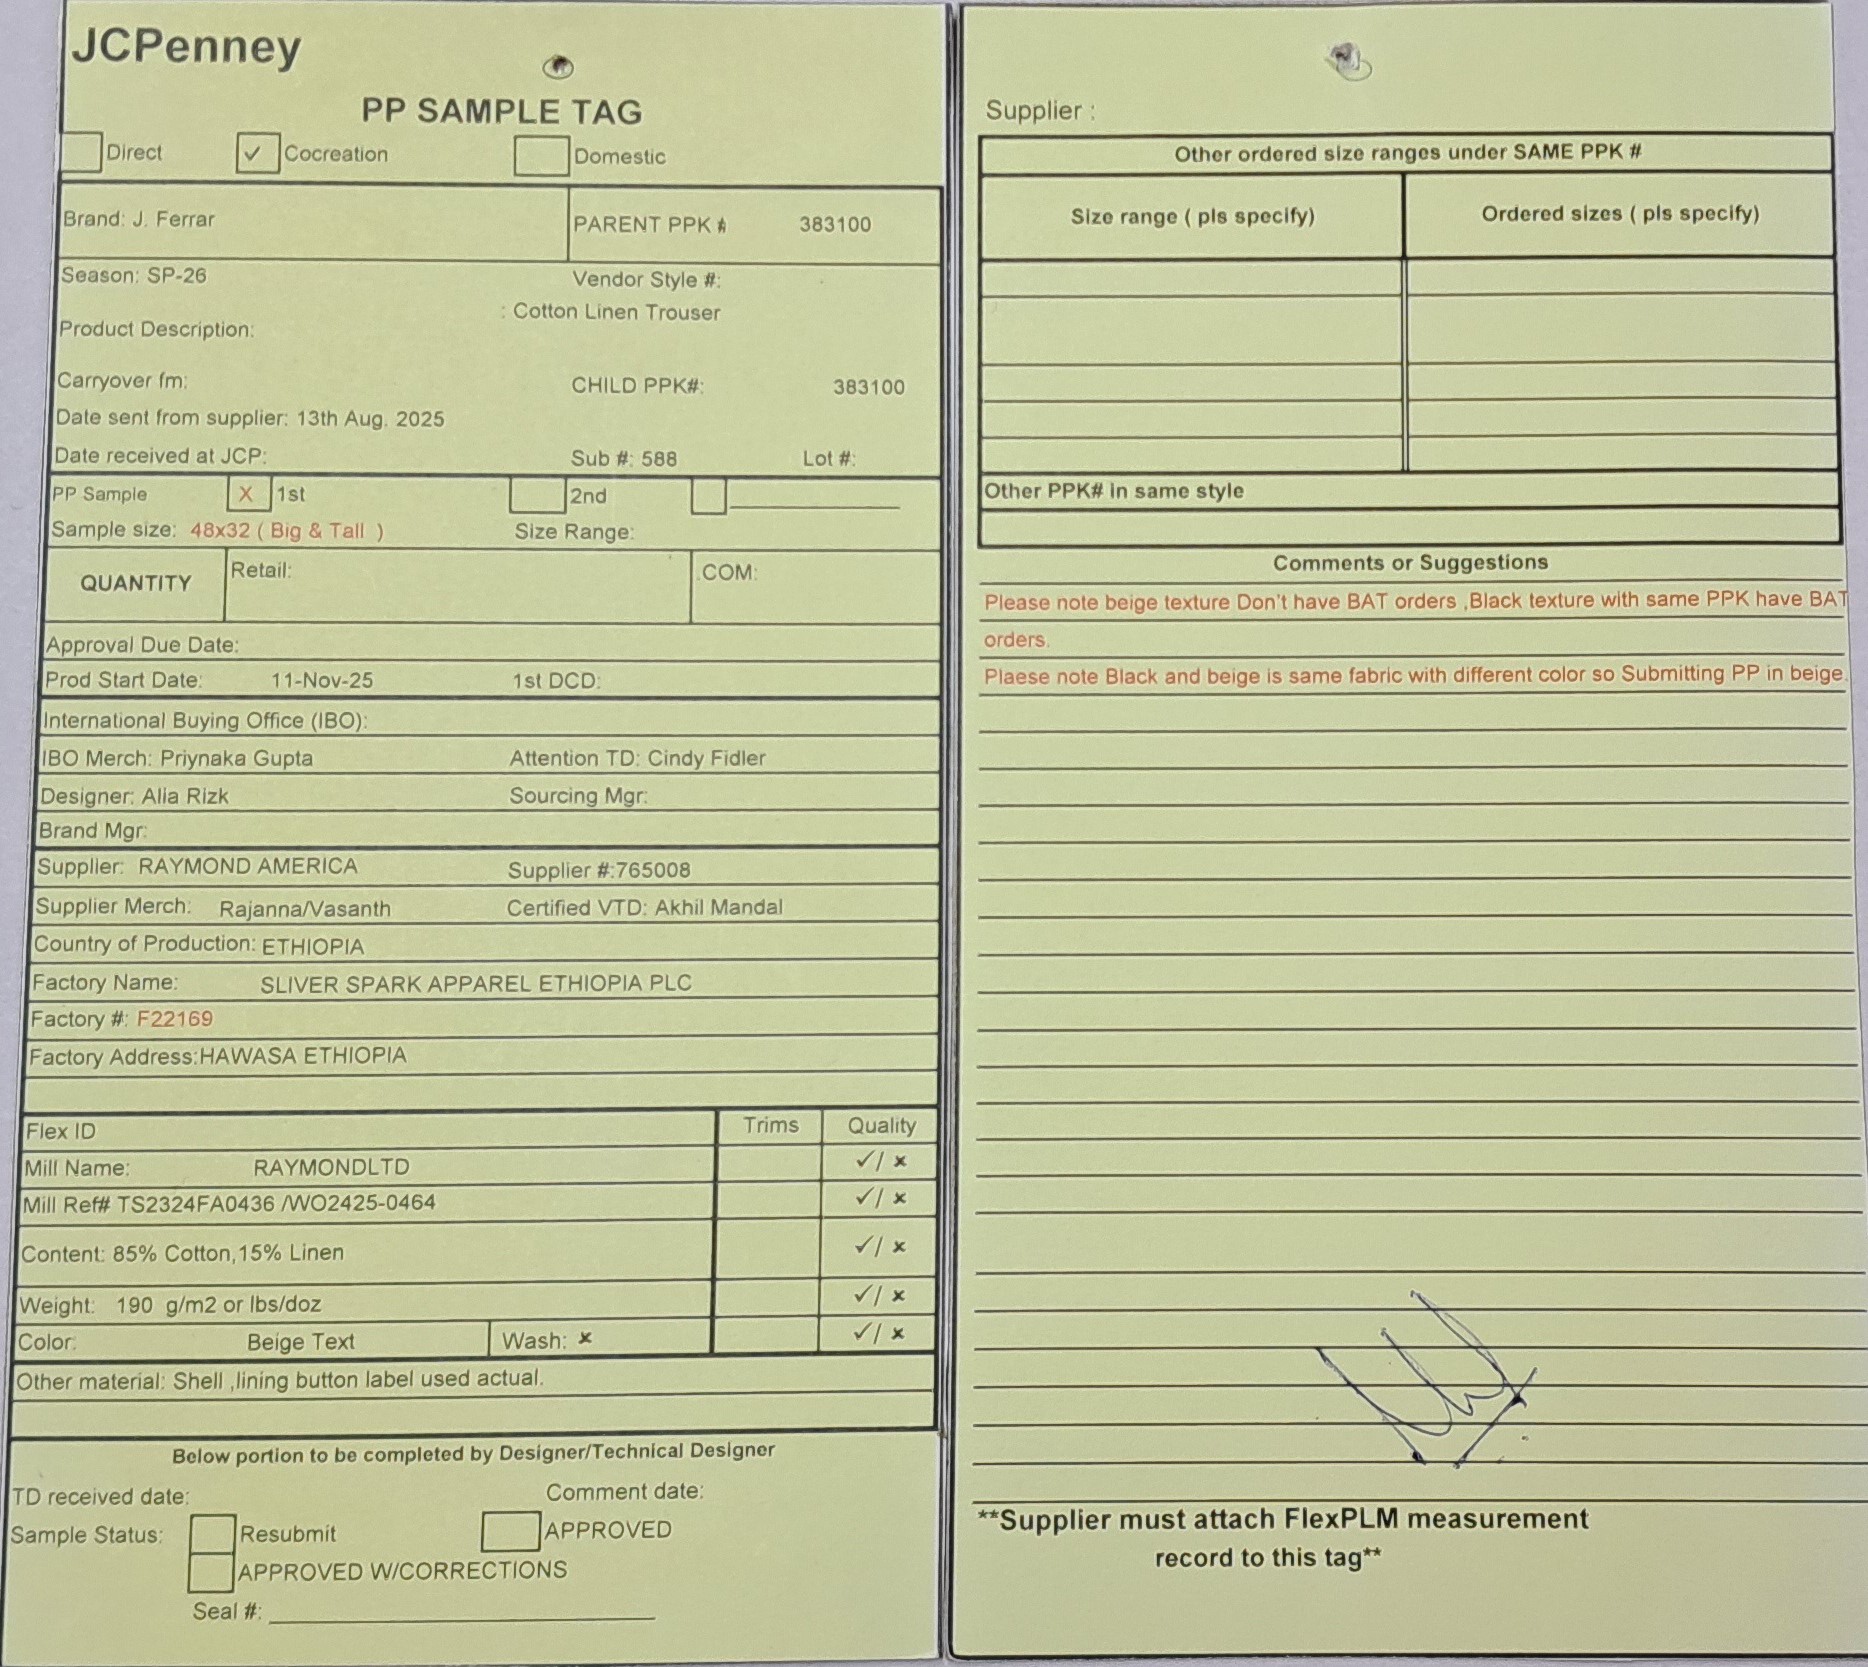 JCPenney
PP SAMPLE TAG
Direct ✓ Cocreation Domestic
Brand: J. Ferrar PARENT PPK # 383100
Season: SP-26 Vendor Style #:
: Cotton Linen Trouser
Product Description:
Carryover fm: CHILD PPK#: 383100
Date sent from supplier: 13th Aug. 2025
Date received at JCP: Sub #: 588 Lot #:
PP Sample X 1st 2nd
Sample size: 48x32 ( Big & Tall ) Size Range:
QUANTITY Retail: COM:
Approval Due Date:
Prod Start Date: 11-Nov-25 1st DCD:
International Buying Office (IBO):
IBO Merch: Priynaka Gupta Attention TD: Cindy Fidler
Designer: Alia Rizk Sourcing Mgr:
Brand Mgr:
Supplier: RAYMOND AMERICA Supplier #:765008
Supplier Merch: Rajanna/Vasanth Certified VTD: Akhil Mandal
Country of Production: ETHIOPIA
Factory Name: SLIVER SPARK APPAREL ETHIOPIA PLC
Factory #: F22169
Factory Address:HAWASA ETHIOPIA
Flex ID Trims Quality
Mill Name: RAYMONDLTD ✓/ ×
Mill Ref# TS2324FA0436 /WO2425-0464 ✓/ ×
Content: 85% Cotton,15% Linen ✓/ ×
Weight: 190 g/m2 or lbs/doz ✓/ ×
Color: Beige Text Wash: × ✓/ ×
Other material: Shell ,lining button label used actual.
Below portion to be completed by Designer/Technical Designer
TD received date: Comment date:
Sample Status: Resubmit APPROVED
APPROVED W/CORRECTIONS
Seal #:
Supplier :
Other ordered size ranges under SAME PPK #
Size range ( pls specify) Ordered sizes ( pls specify)
Other PPK# in same style
Comments or Suggestions
Please note beige texture Don't have BAT orders ,Black texture with same PPK have BAT
orders.
Plaese note Black and beige is same fabric with different color so Submitting PP in beige.
**Supplier must attach FlexPLM measurement
record to this tag**